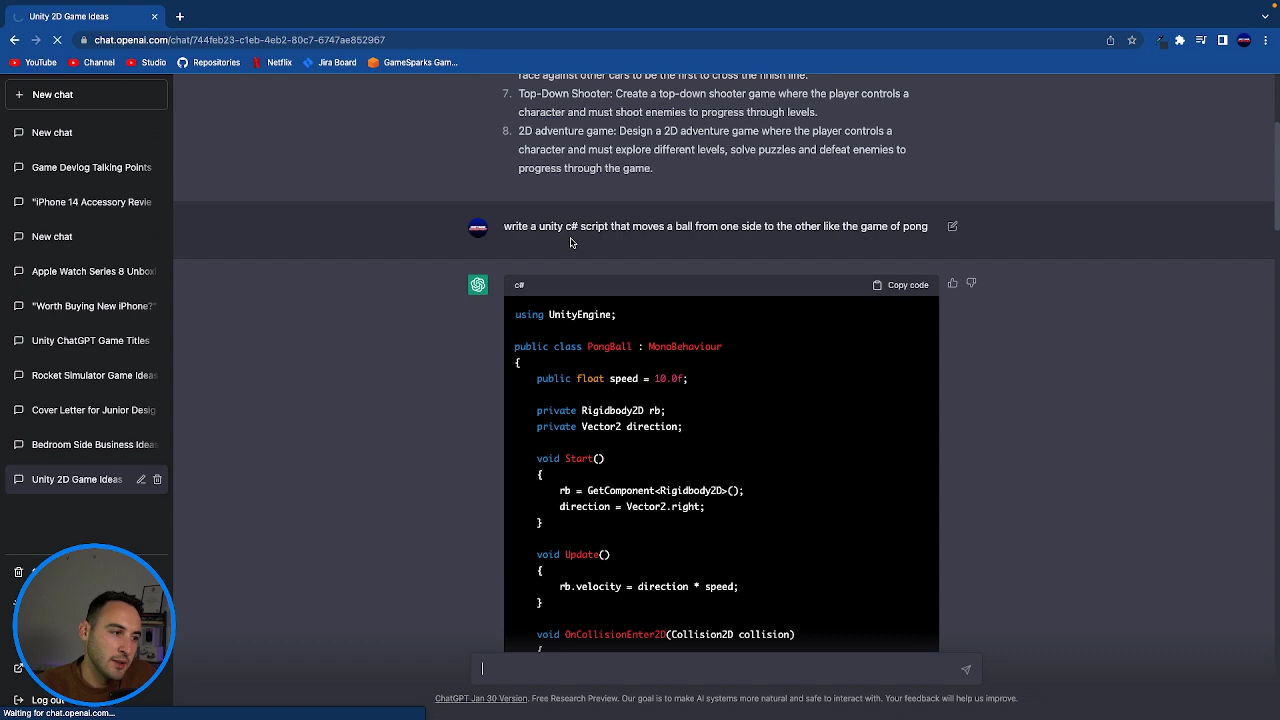 Unity 2D Game Ideas
chat.openai.com/chat/744feb23-c1eb-4eb2-80c7-6747ae852967
YouTube Channel Studio Repositories Netflix Jira Board GameSparks Gam...
New chat
New chat
Game Devlog Talking Points
"iPhone 14 Accessory Revie
New chat
Apple Watch Series 8 Unboxi
"Worth Buying New iPhone?"
Unity ChatGPT Game Titles
Rocket Simulator Game Ideas
Cover Letter for Junior Desig
Bedroom Side Business Ideas
Unity 2D Game Ideas
Log out
Waiting for chat.openai.com...
race against other cars to be the first to cross the finish line.
7. Top-Down Shooter: Create a top-down shooter game where the player controls a
character and must shoot enemies to progress through levels.
8. 2D adventure game: Design a 2D adventure game where the player controls a
character and must explore different levels, solve puzzles and defeat enemies to
progress through the game.
write a unity c# script that moves a ball from one side to the other like the game of pong
c# Copy code
using UnityEngine;
public class PongBall : MonoBehaviour
{
public float speed = 10.0f;
private Rigidbody2D rb;
private Vector2 direction;
void Start()
{
rb = GetComponent<Rigidbody2D>();
direction = Vector2.right;
}
void Update()
{
rb.velocity = direction * speed;
}
void OnCollisionEnter2D(Collision2D collision)
{
ChatGPT Jan 30 Version. Free Research Preview. Our goal is to make AI systems more natural and safe to interact with. Your feedback will help us improve.